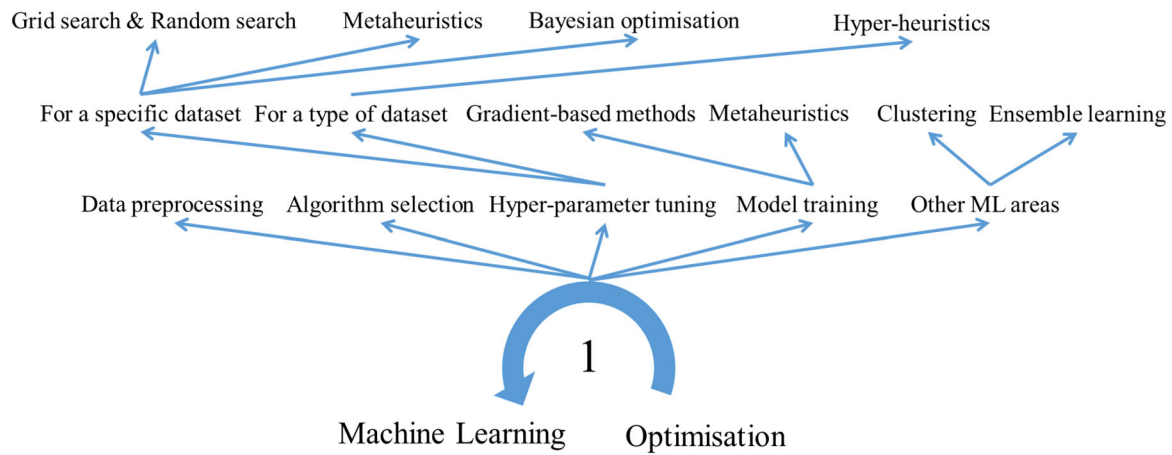 Grid search & Random search Metaheuristics Bayesian optimisation Hyper-heuristics
For a specific dataset For a type of dataset Gradient-based methods Metaheuristics Clustering Ensemble learning
Data preprocessing Algorithm selection Hyper-parameter tuning Model training Other ML areas
1
Machine Learning Optimisation